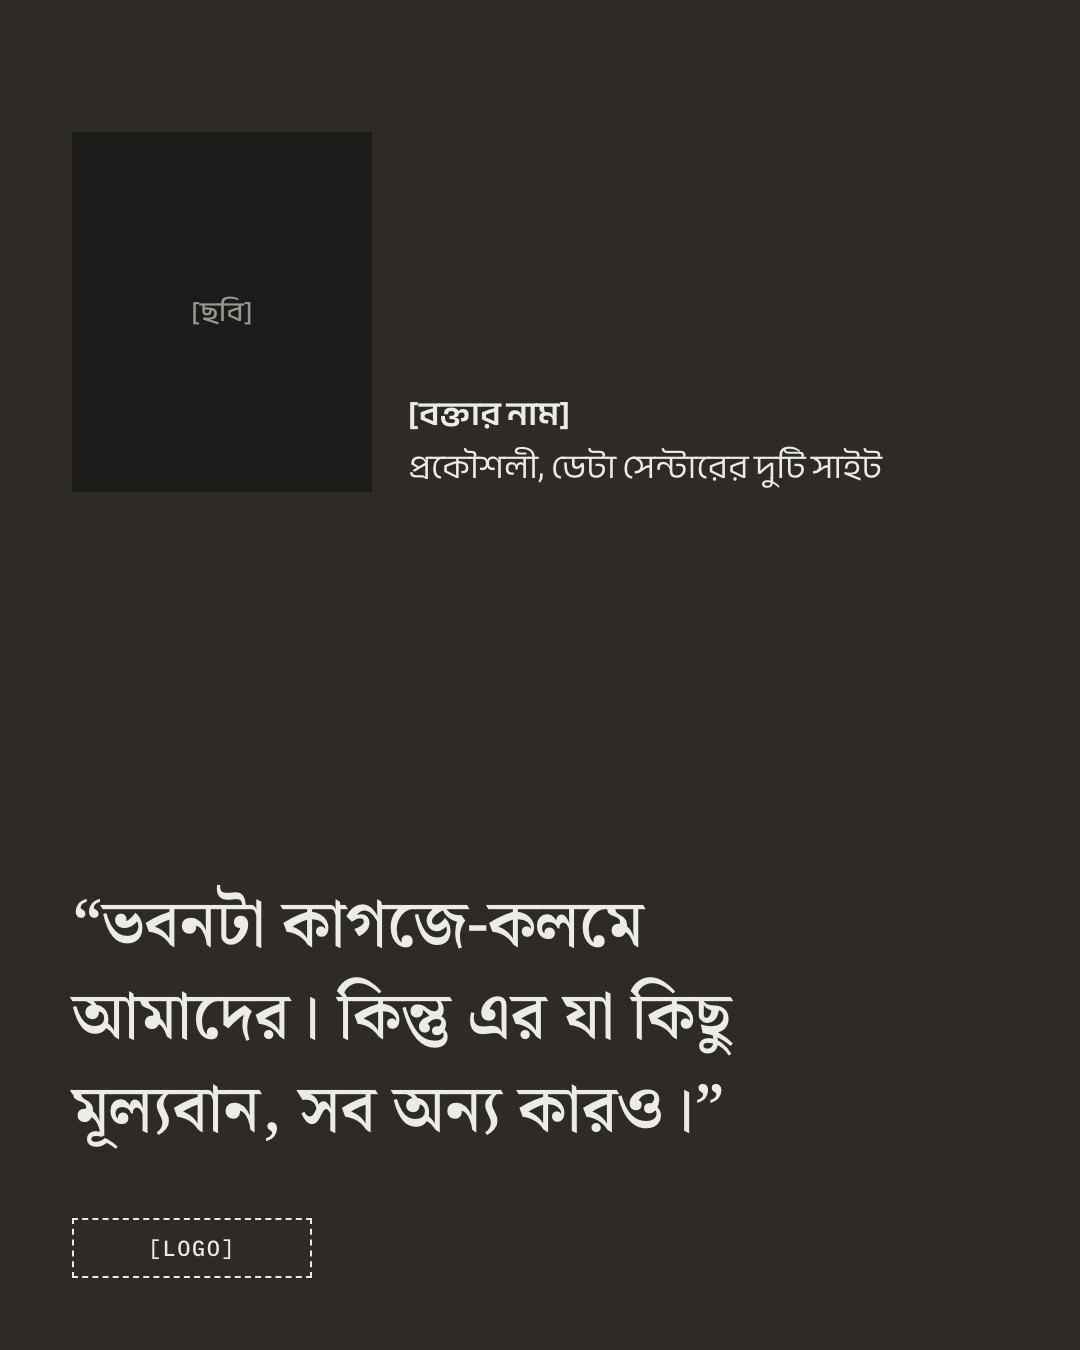 [ছবি]
[বক্তার নাম]
প্রকৌশলী, ডেটা সেন্টারের দুটি সাইট
“ভবনটা কাগজে-কলমে
আমাদের। কিন্তু এর যা কিছু
মূল্যবান, সব অন্য কারও।”
[LOGO]